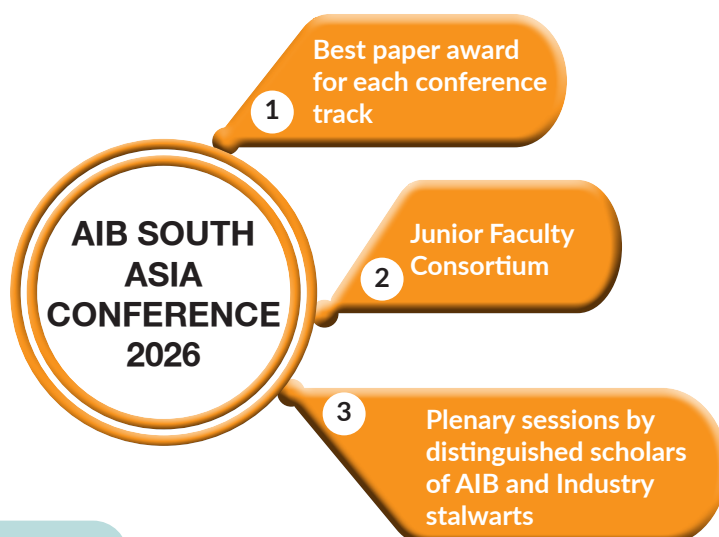 AIB SOUTH
ASIA
CONFERENCE
2026
1
Best paper award
for each conference
track
2
Junior Faculty
Consortium
3
Plenary sessions by
distinguished scholars
of AIB and Industry
stalwarts